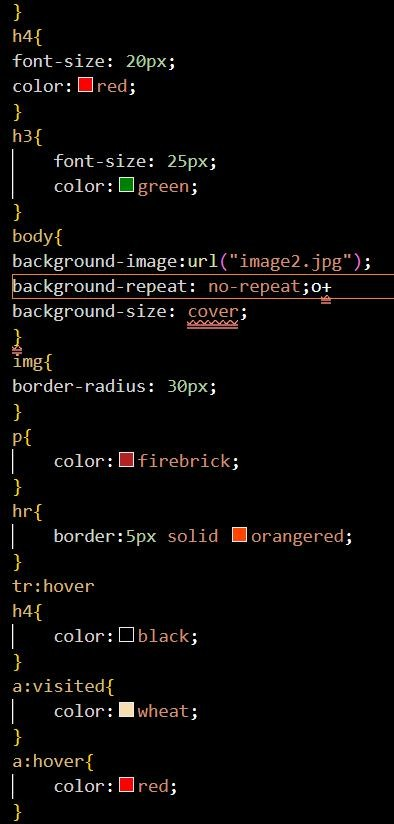 }
h4{
font-size: 20px;
color: red;
}
h3{
    font-size: 25px;
    color: green;
}
body{
background-image:url("image2.jpg");
background-repeat: no-repeat;o+
background-size: cover;
}
img{
border-radius: 30px;
}
p{
    color: firebrick;
}
hr{
    border:5px solid orangered;
}
tr:hover
h4{
    color: black;
}
a:visited{
    color: wheat;
}
a:hover{
    color: red;
}